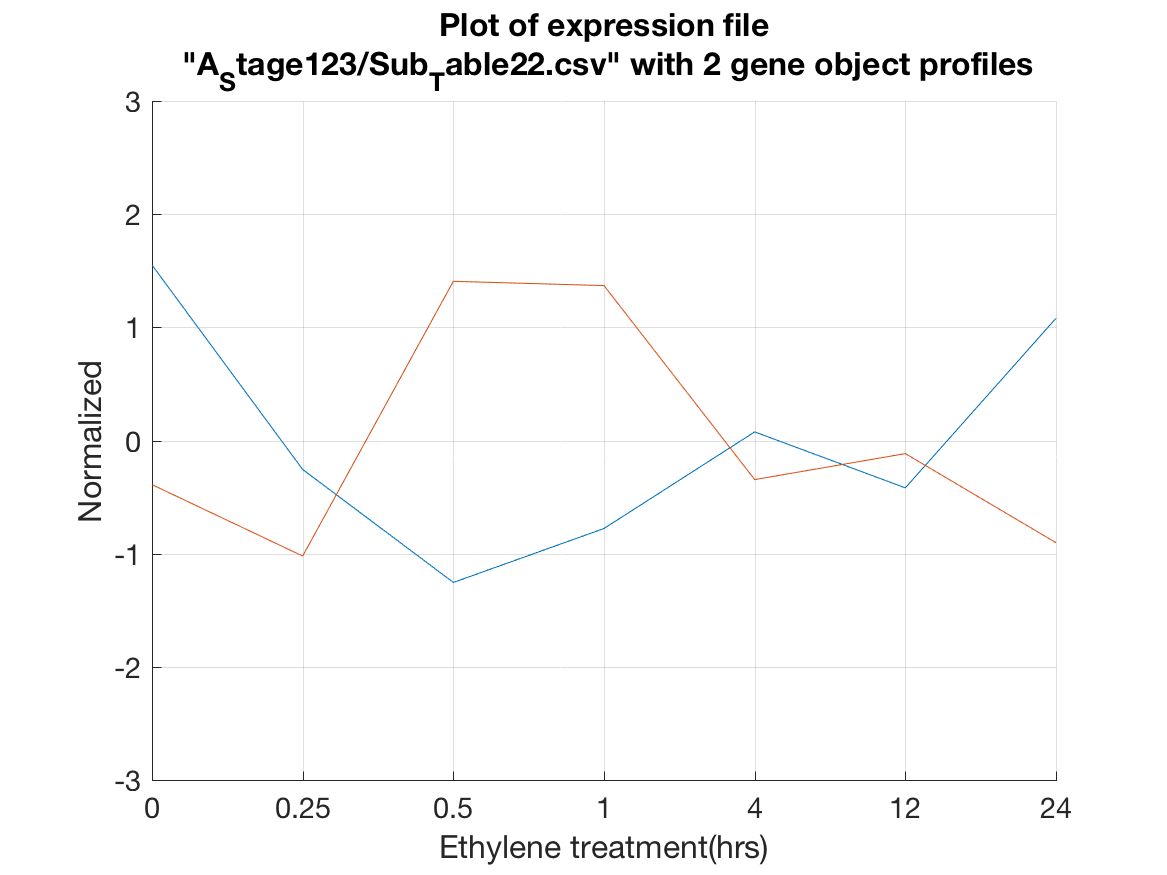 Plot of expression file
"A_Stage123/Sub_Table22.csv" with 2 gene object profiles
3
2
1
0
-1
-2
-3
Normalized
0 0.25 0.5 1 4 12 24
Ethylene treatment(hrs)